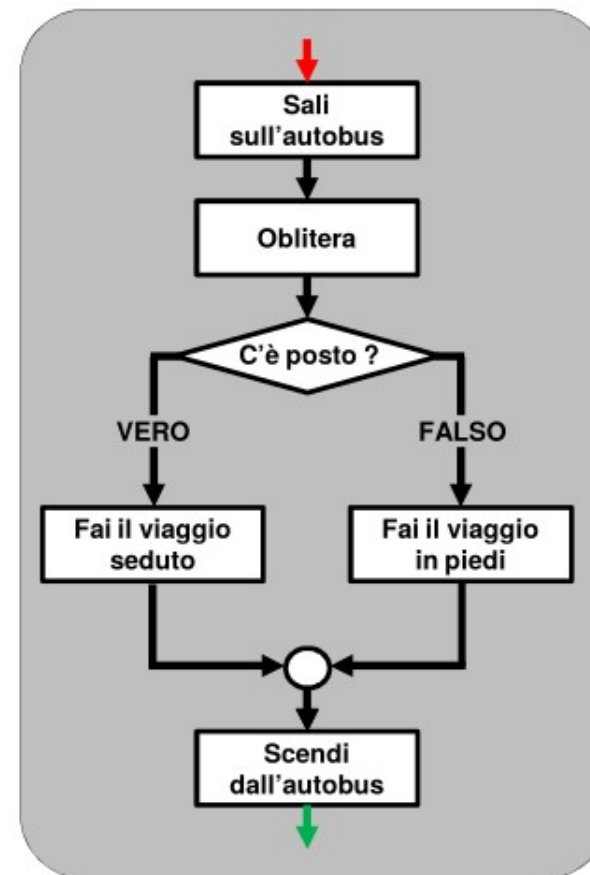 Sali
sull'autobus
Oblitera
C'è posto ?
VERO
FALSO
Fai il viaggio
seduto
Fai il viaggio
in piedi
Scendi
dall'autobus